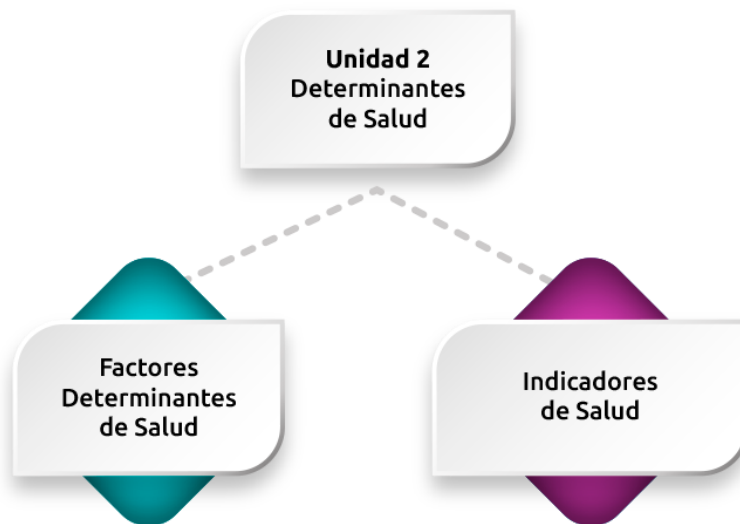 Unidad 2
Determinantes
de Salud
Factores
Determinantes
de Salud
Indicadores
de Salud